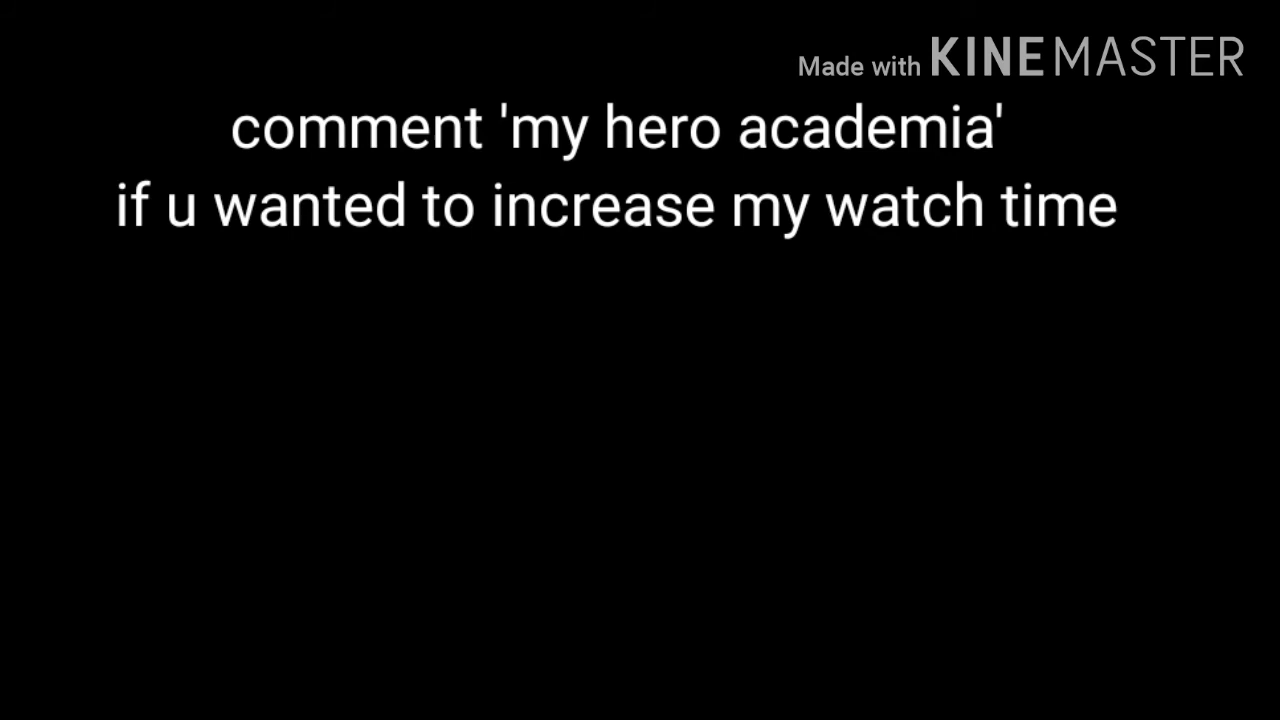 Made with KINEMASTER
comment 'my hero academia'
if u wanted to increase my watch time